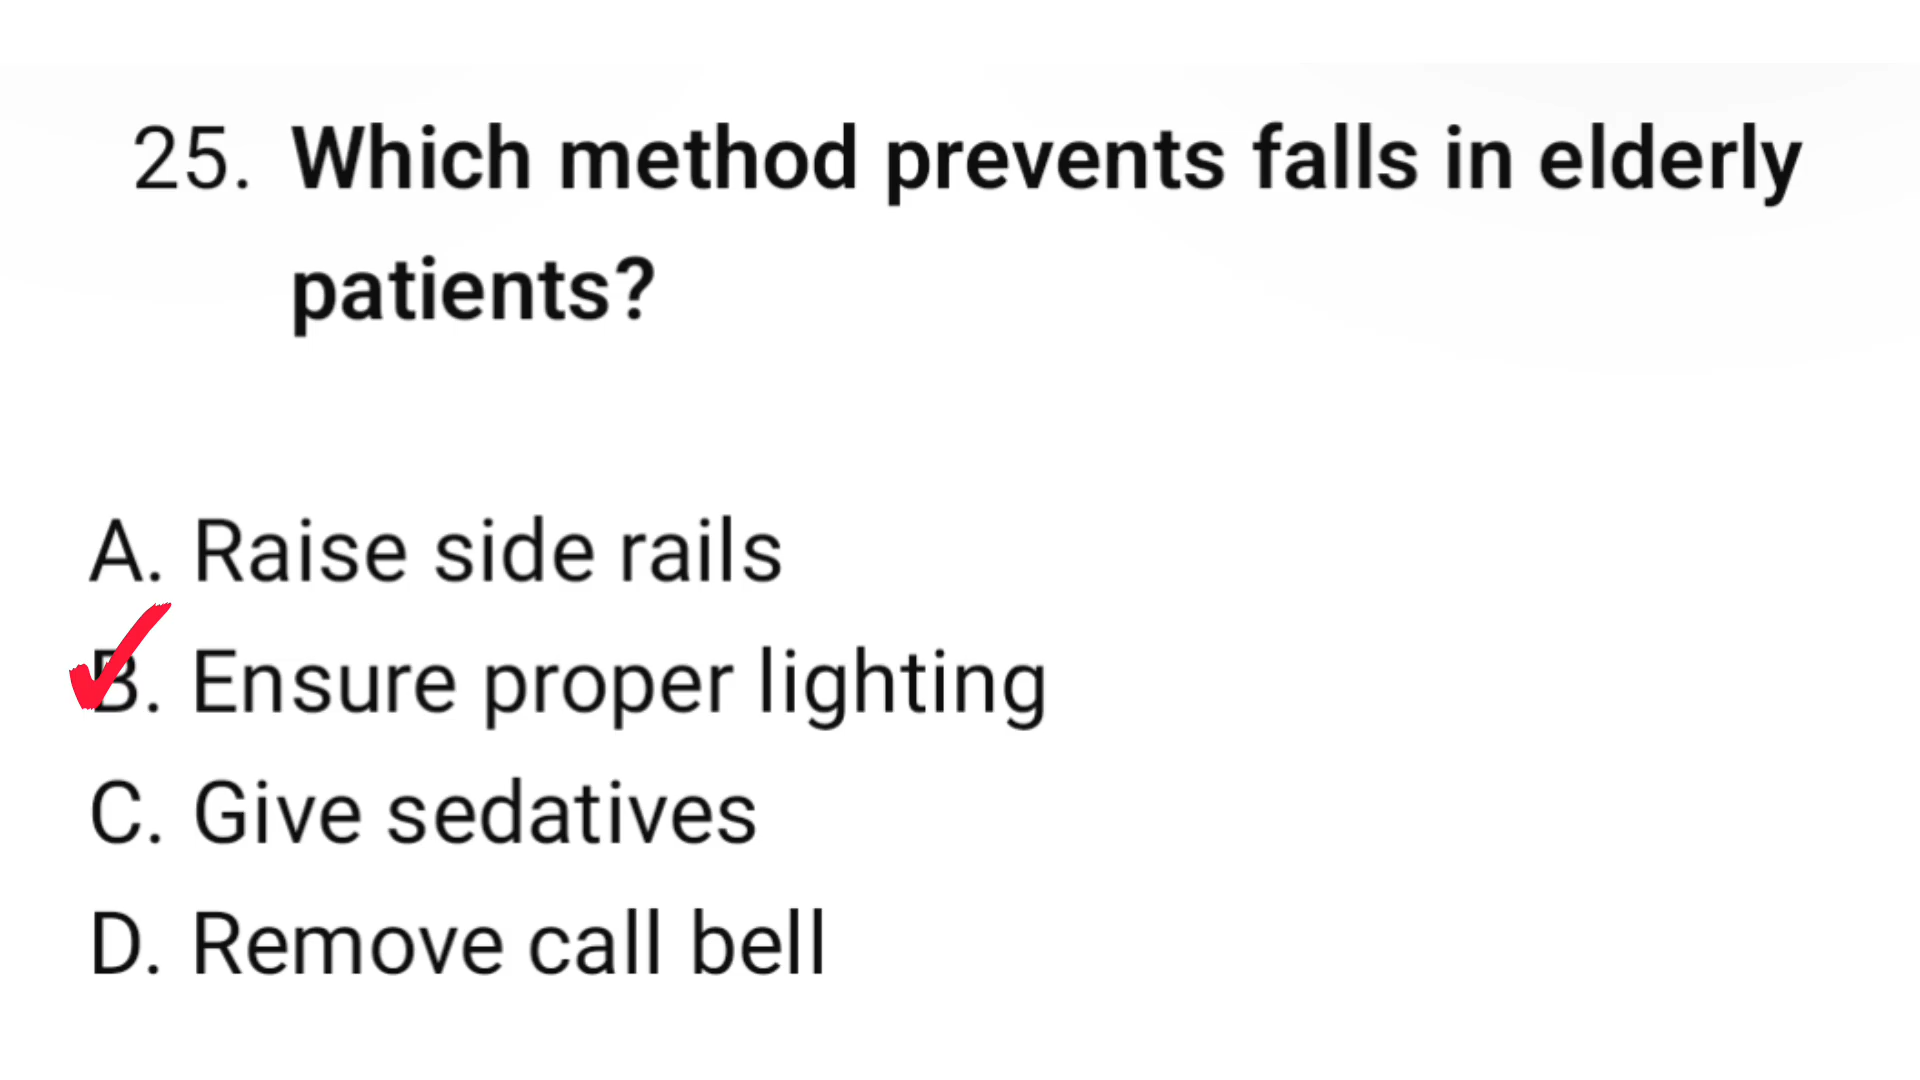 25. Which method prevents falls in elderly
patients?
A. Raise side rails
B. Ensure proper lighting
C. Give sedatives
D. Remove call bell